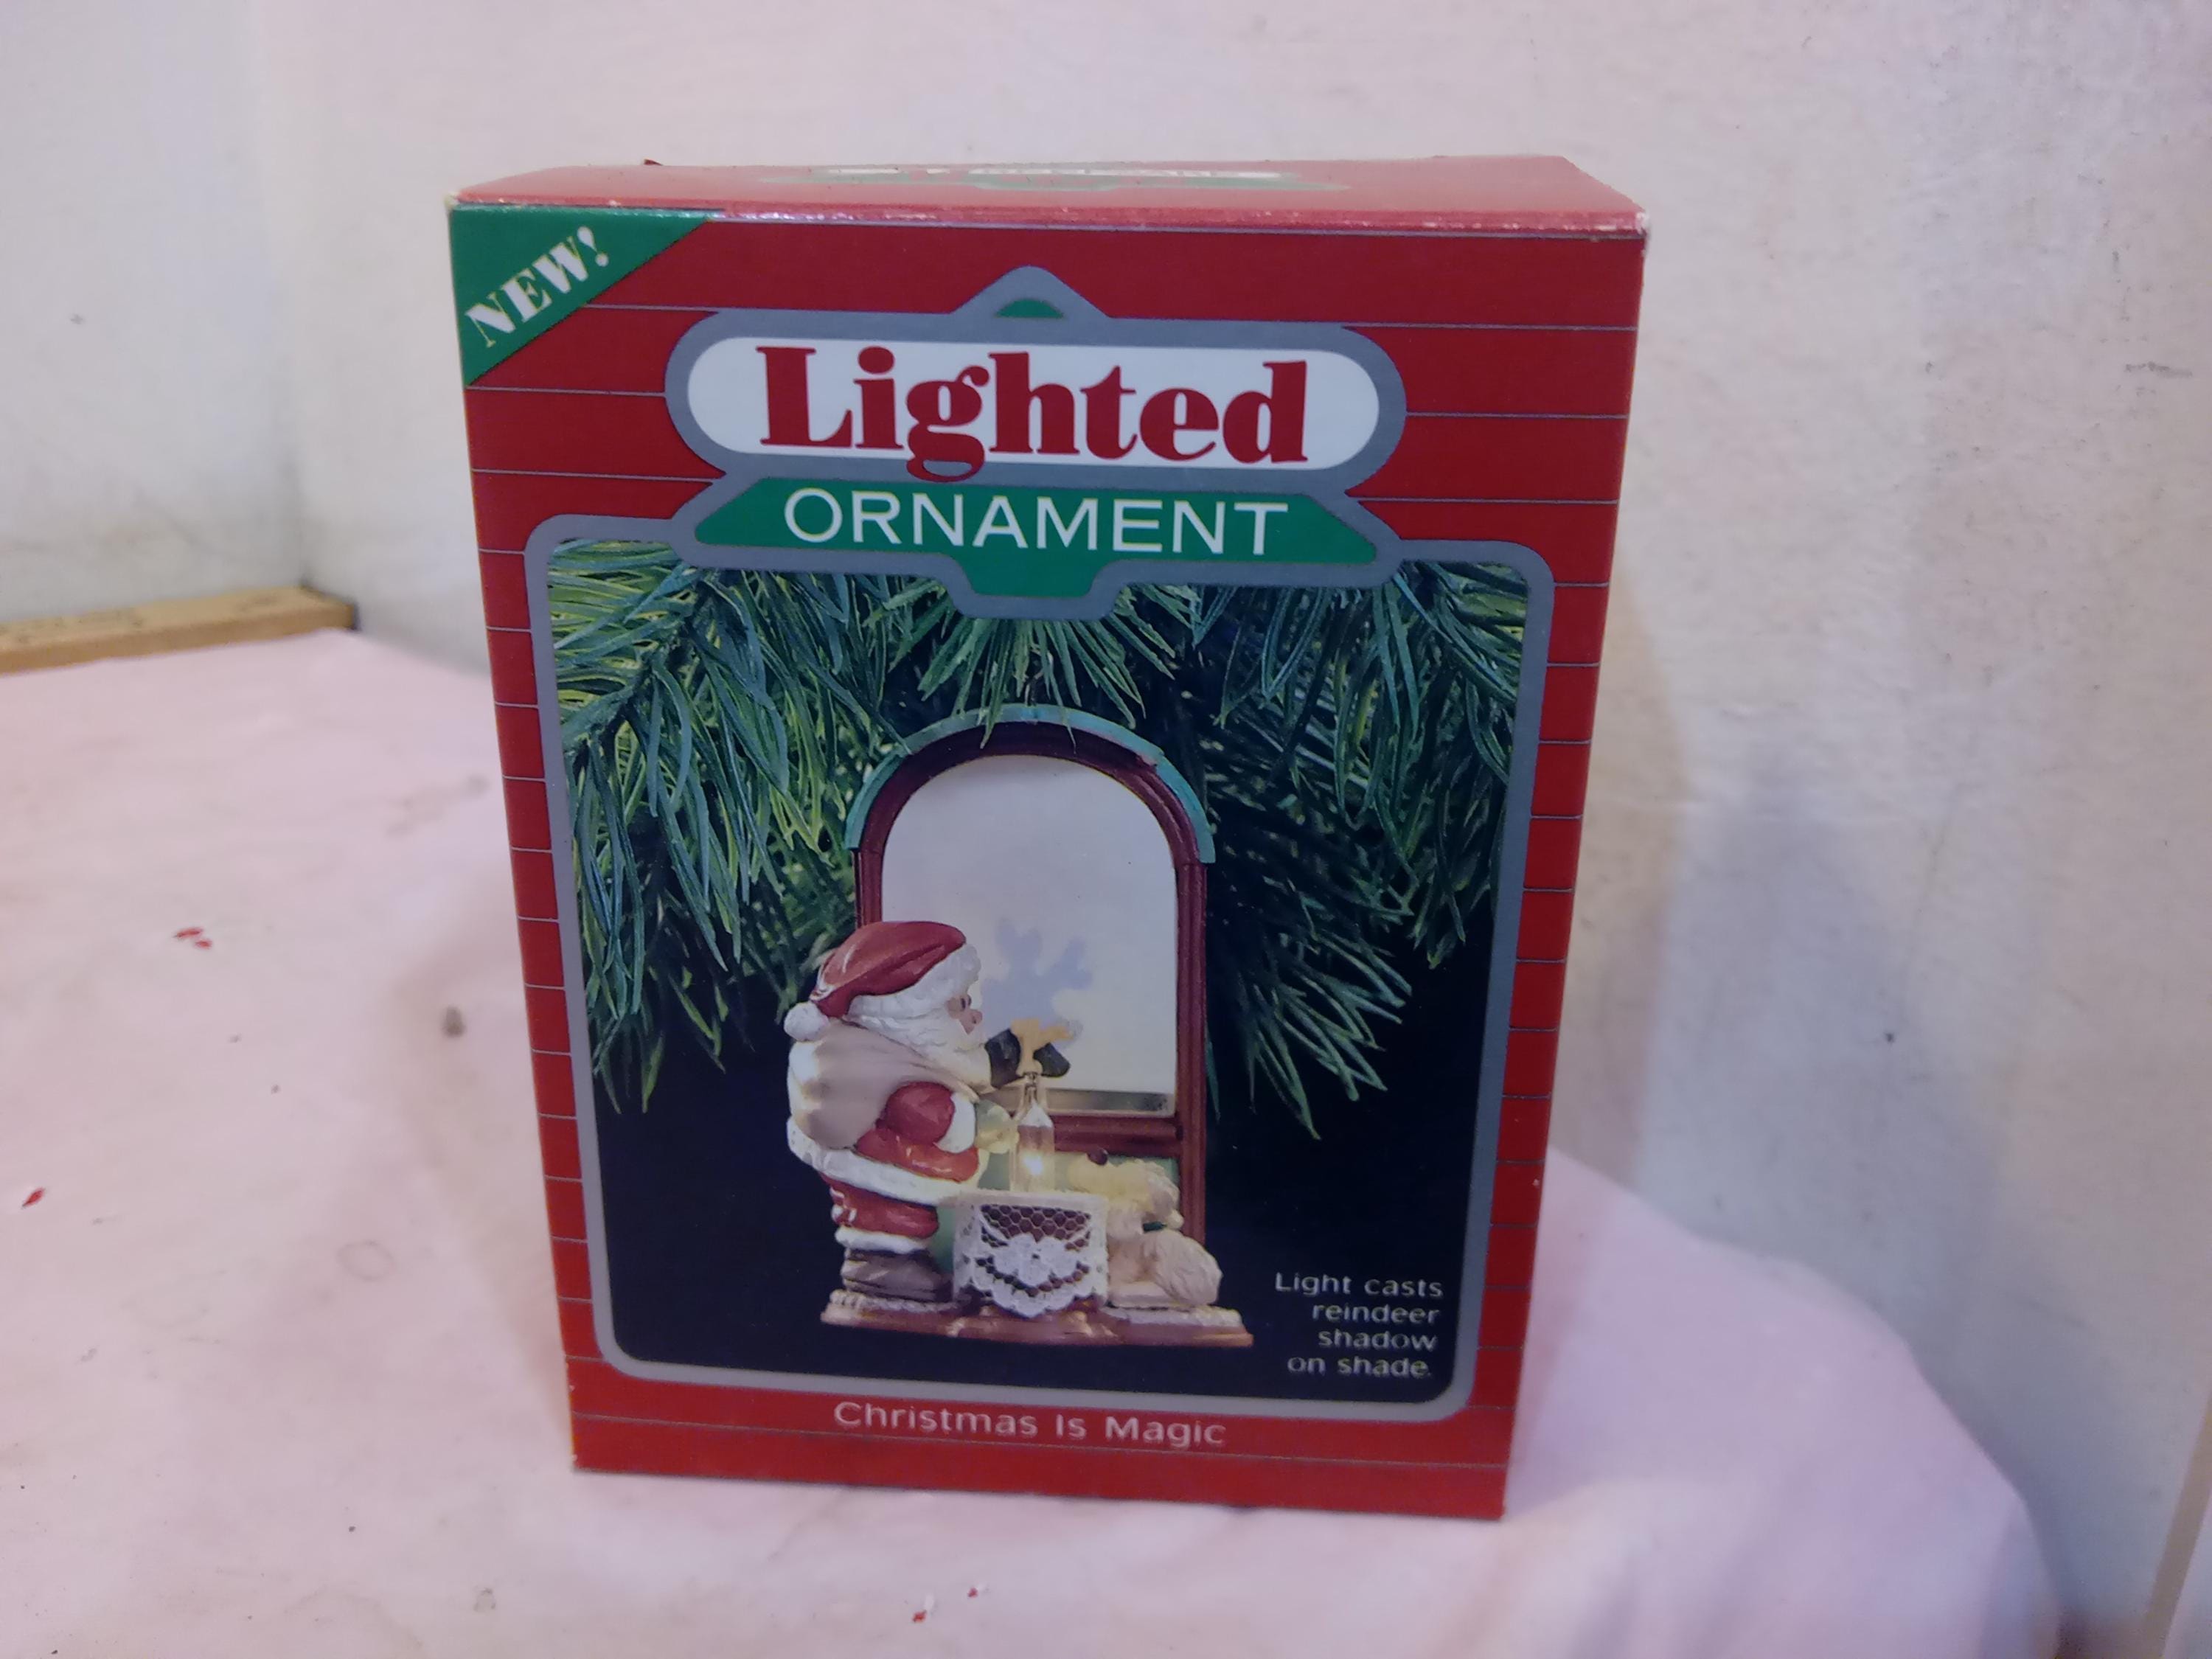 NEW!
Lighted
ORNAMENT
Light casts
reindeer
shadow
on shade.
Christmas Is Magic